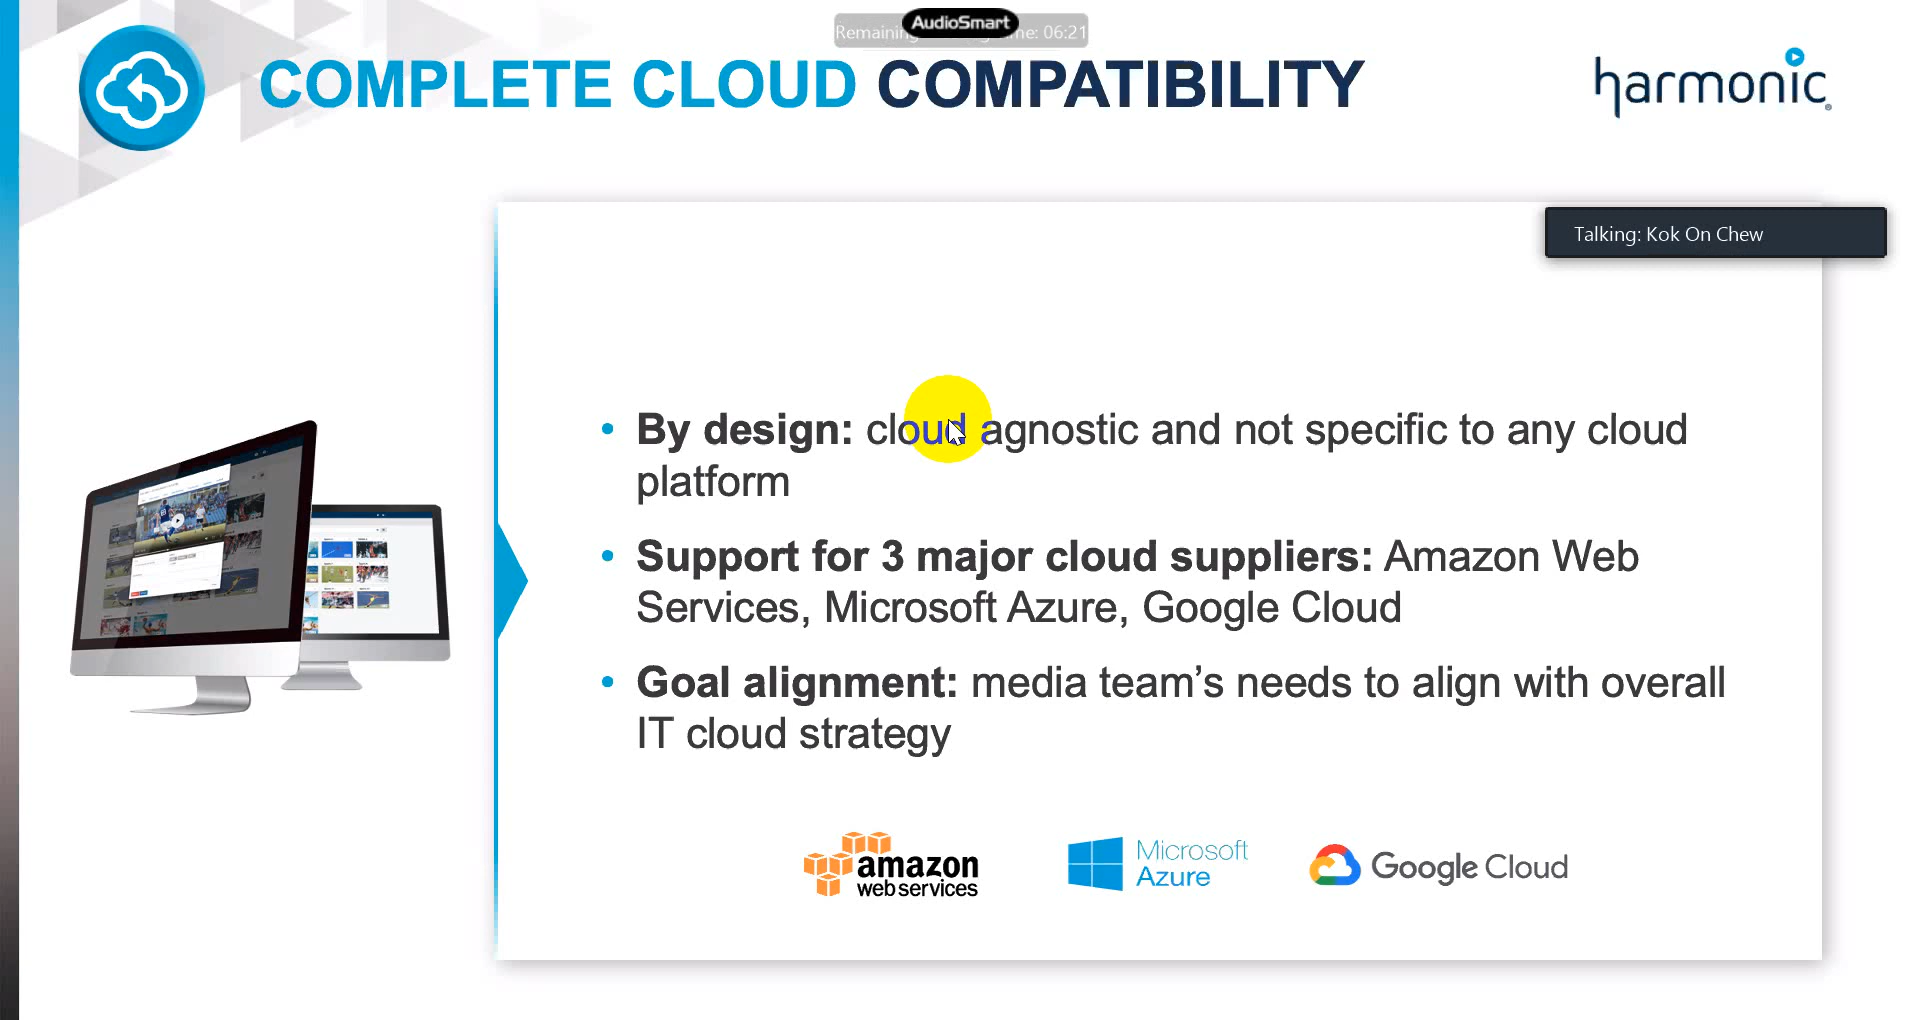 AudioSmart
Remaining me: 06:21
COMPLETE CLOUD COMPATIBILITY
harmonic
Talking: Kok On Chew
• By design: cloud agnostic and not specific to any cloud
platform
• Support for 3 major cloud suppliers: Amazon Web
Services, Microsoft Azure, Google Cloud
• Goal alignment: media team’s needs to align with overall
IT cloud strategy
amazon
web services
Microsoft
Azure
Google Cloud